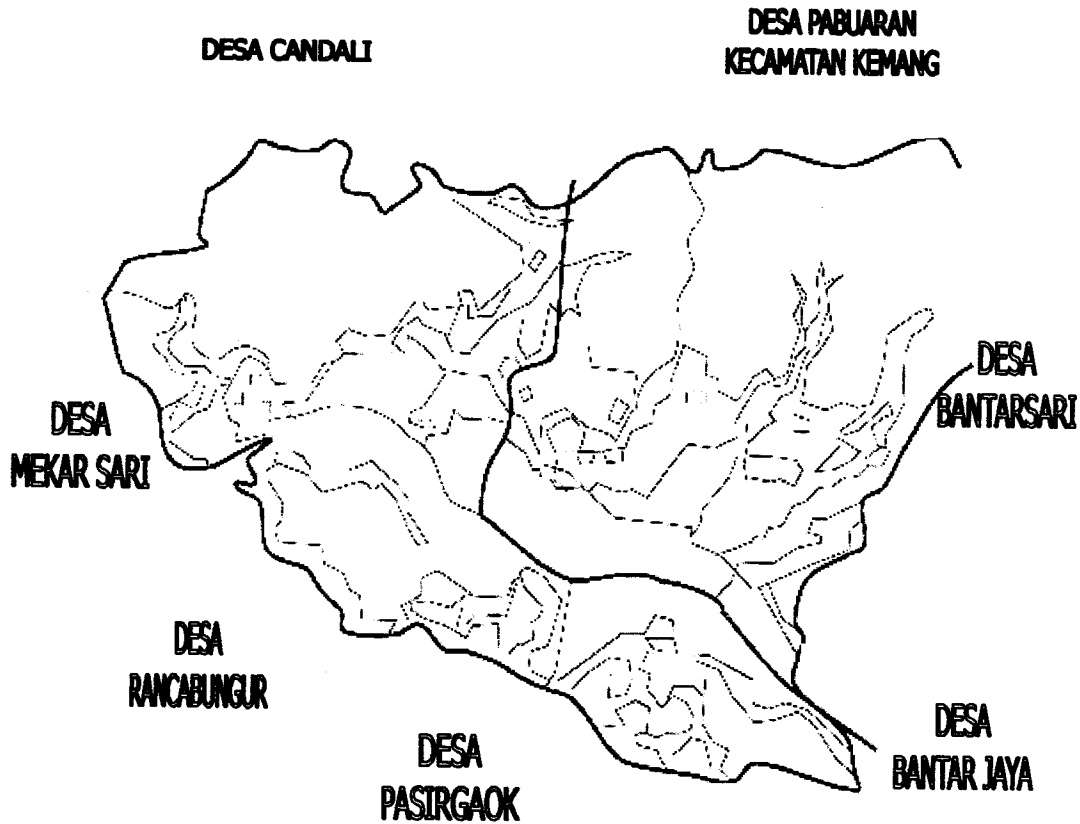 DESA CANDALI
DESA PABUARAN
KECAMATAN KEMANG
DESA
BANTARSARI
DESA
MEKAR SARI
DESA
RANCABUNGUR
DESA
PASIRGAOK
DESA
BANTAR JAYA